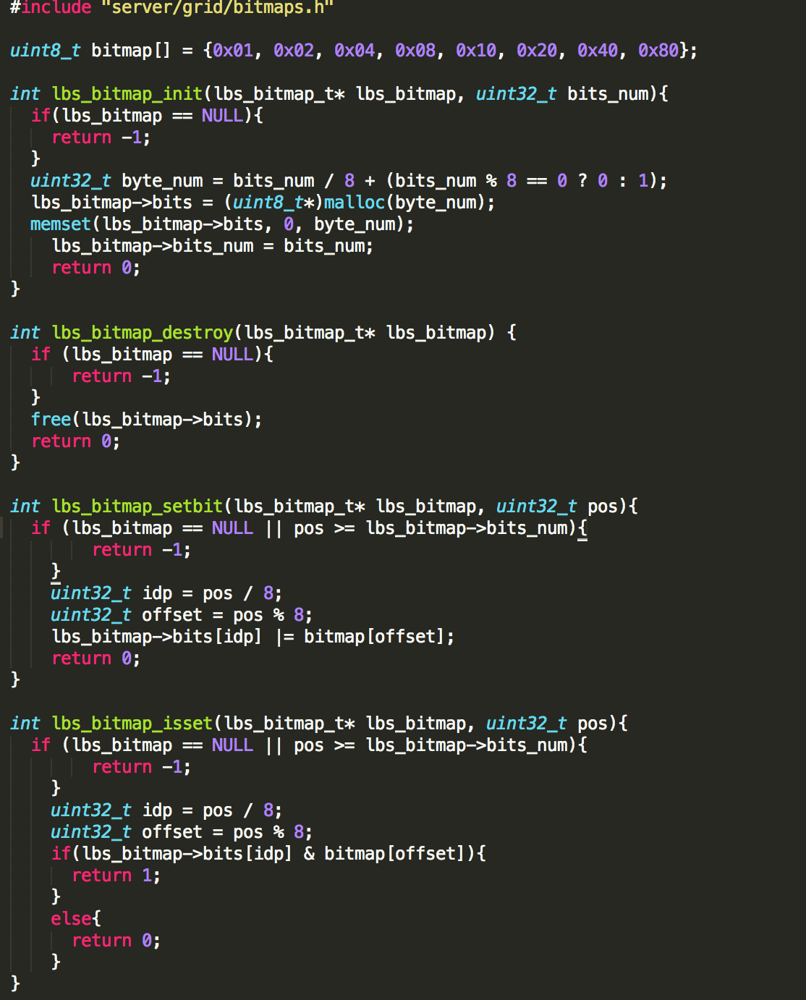 #include "server/grid/bitmaps.h"

uint8_t bitmap[] = {0x01, 0x02, 0x04, 0x08, 0x10, 0x20, 0x40, 0x80};

int lbs_bitmap_init(lbs_bitmap_t* lbs_bitmap, uint32_t bits_num){
  if(lbs_bitmap == NULL){
    return -1;
  }
  uint32_t byte_num = bits_num / 8 + (bits_num % 8 == 0 ? 0 : 1);
  lbs_bitmap->bits = (uint8_t*)malloc(byte_num);
  memset(lbs_bitmap->bits, 0, byte_num);
    lbs_bitmap->bits_num = bits_num;
    return 0;
}

int lbs_bitmap_destroy(lbs_bitmap_t* lbs_bitmap) {
  if (lbs_bitmap == NULL){
      return -1;
  }
  free(lbs_bitmap->bits);
  return 0;
}

int lbs_bitmap_setbit(lbs_bitmap_t* lbs_bitmap, uint32_t pos){
  if (lbs_bitmap == NULL || pos >= lbs_bitmap->bits_num){
        return -1;
    }
    uint32_t idp = pos / 8;
    uint32_t offset = pos % 8;
    lbs_bitmap->bits[idp] |= bitmap[offset];
    return 0;
}

int lbs_bitmap_isset(lbs_bitmap_t* lbs_bitmap, uint32_t pos){
  if (lbs_bitmap == NULL || pos >= lbs_bitmap->bits_num){
        return -1;
    }
    uint32_t idp = pos / 8;
    uint32_t offset = pos % 8;
    if(lbs_bitmap->bits[idp] & bitmap[offset]){
      return 1;
    }
    else{
      return 0;
    }
}